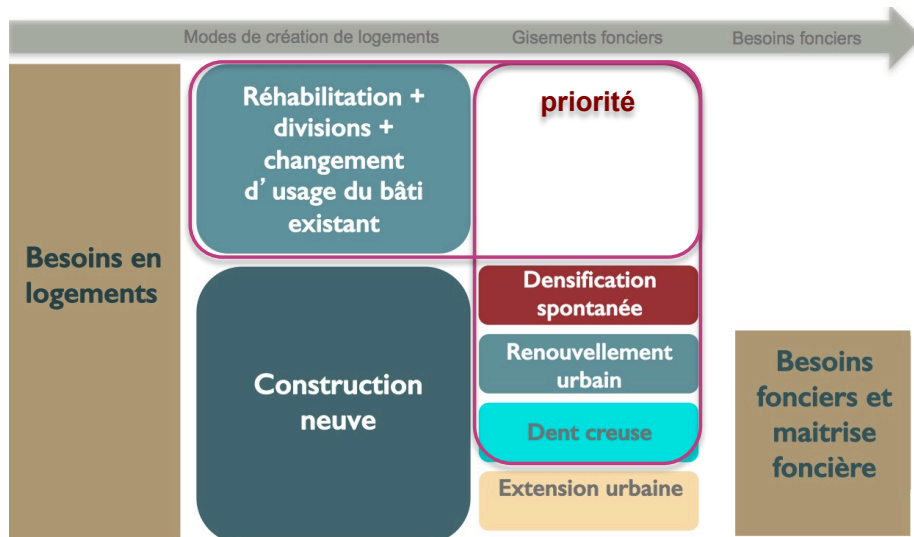 Modes de création de logements
Gisements fonciers
Besoins fonciers
Besoins en
logements
Réhabilitation +
divisions +
changement
d’usage du bâti
existant
priorité
Construction
neuve
Densification
spontanée
Renouvellement
urbain
Dent creuse
Extension urbaine
Besoins
fonciers et
maitrise
foncière